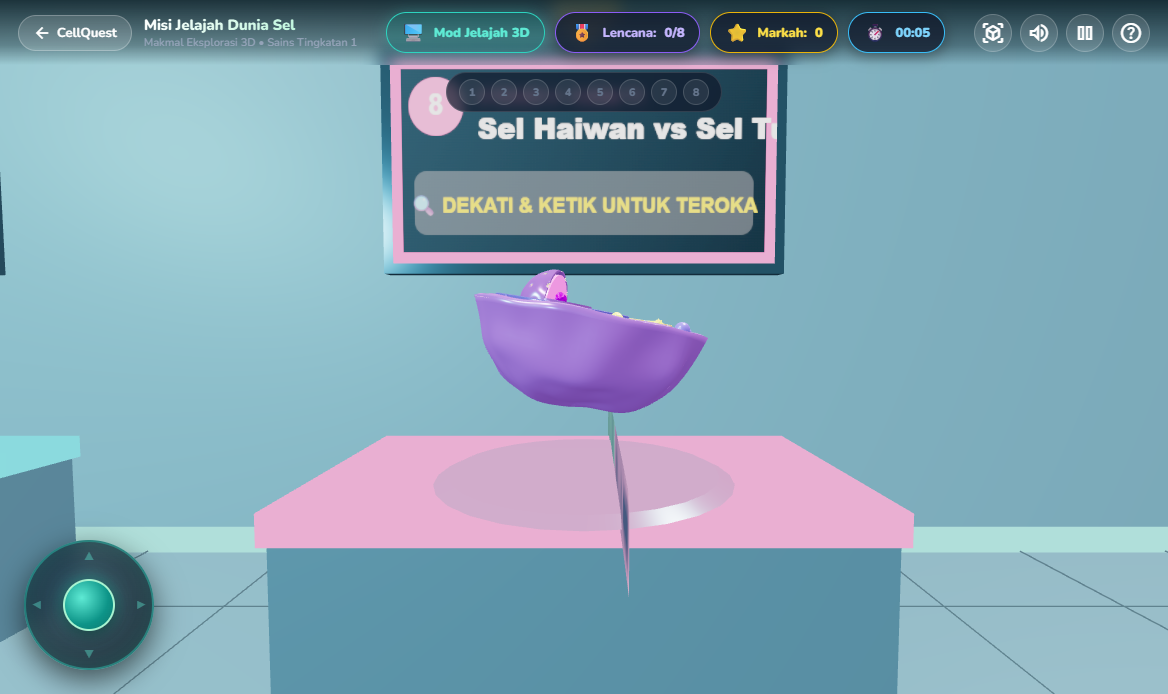 CellQuest
Misi Jelajah Dunia Sel
Makmal Eksplorasi 3D • Sains Tingkatan 1
Mod Jelajah 3D
Lencana: 0/8
Markah: 0
00:05
1 2 3 4 5 6 7 8
8
Sel Haiwan vs Sel
DEKATI & KETIK UNTUK TEROKA